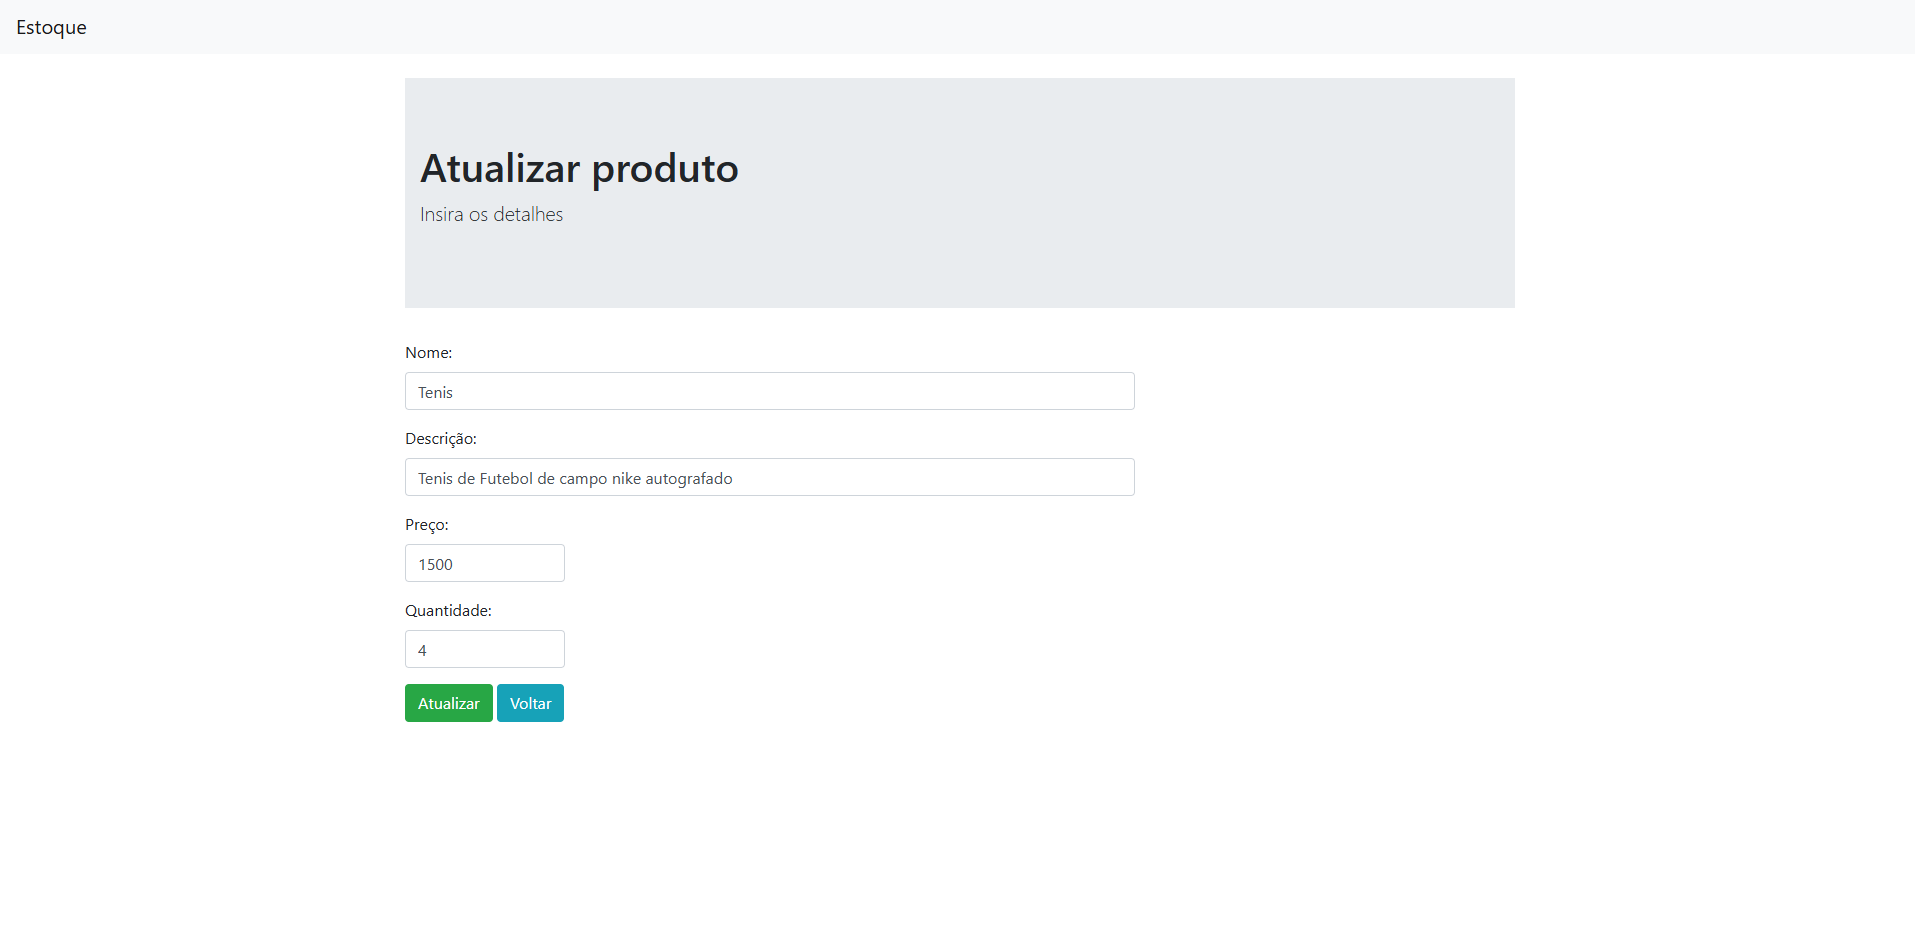 Estoque
Atualizar produto
Insira os detalhes
Nome:
Tenis
Descrição:
Tenis de Futebol de campo nike autografado
Preço:
1500
Quantidade:
4
Atualizar Voltar